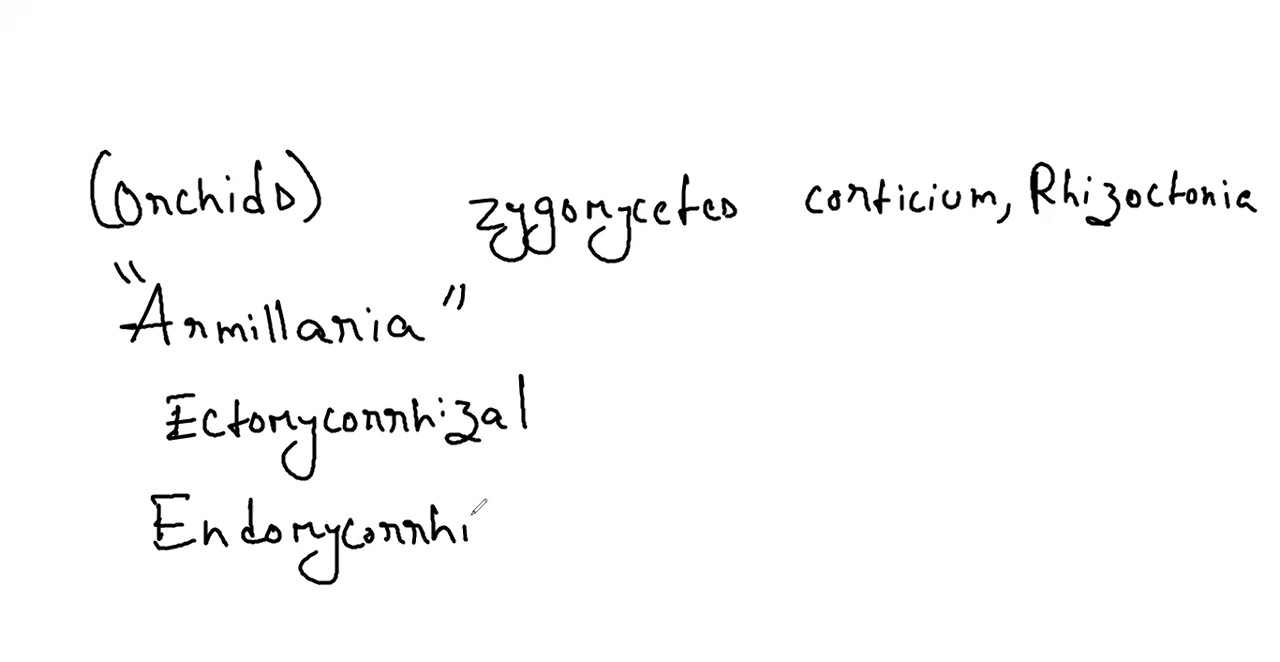 (Orchids) Zygomycetes corticium, Rhizoctonia
"Armillaria"
Ectomycorrhizal
Endomycorrhi